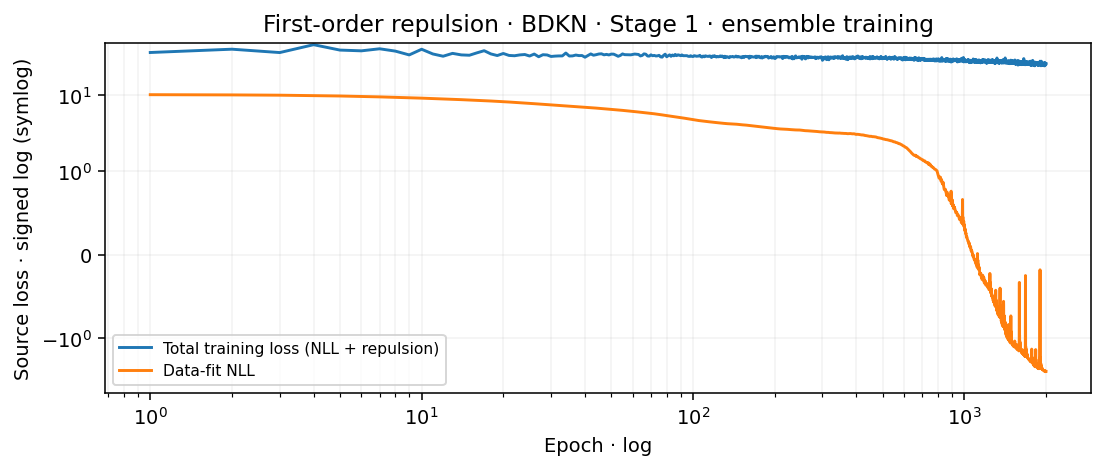 First-order repulsion · BDKN · Stage 1 · ensemble training
Source loss · signed log (symlog)
10¹
10⁰
0
−10⁰
Total training loss (NLL + repulsion)
Data-fit NLL
10⁰ 10¹ 10² 10³
Epoch · log